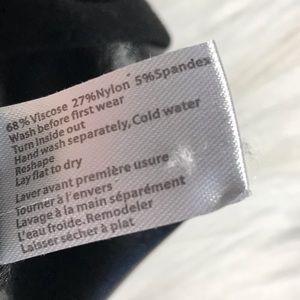 68%Viscose 27%Nylon 5%Spandex
Wash before first wear
Turn inside out
Hand wash separately, Cold water
Reshape
Lay flat to dry
Laver avant première usure
Tourner à l'envers
Lavage à la main séparément
L'eau froide. Remodeler
Laisser sécher à plat